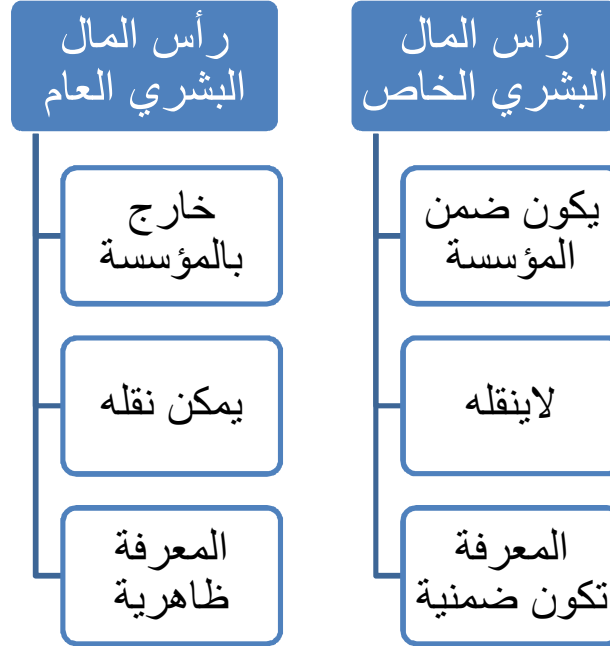 رأس المال
البشري الخاص
يكون ضمن
المؤسسة
لاينقله
المعرفة
تكون ضمنية
رأس المال
البشري العام
خارج
بالمؤسسة
يمكن نقله
المعرفة
ظاهرية